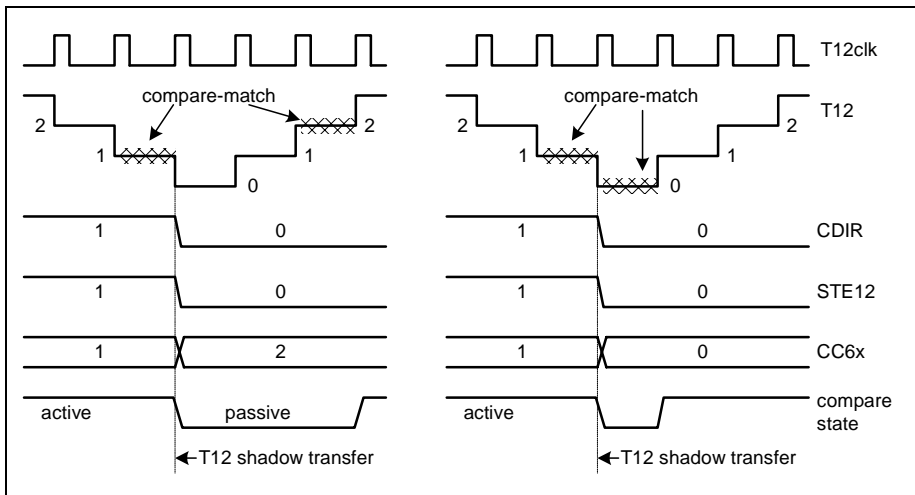 T12clk
compare-match
compare-match
T12
2
2
2
2
1
1
1
1
0
0
1
0
1
0
CDIR
1
0
1
0
STE12
1
2
1
0
CC6x
active
passive
active
compare
state
T12 shadow transfer
T12 shadow transfer